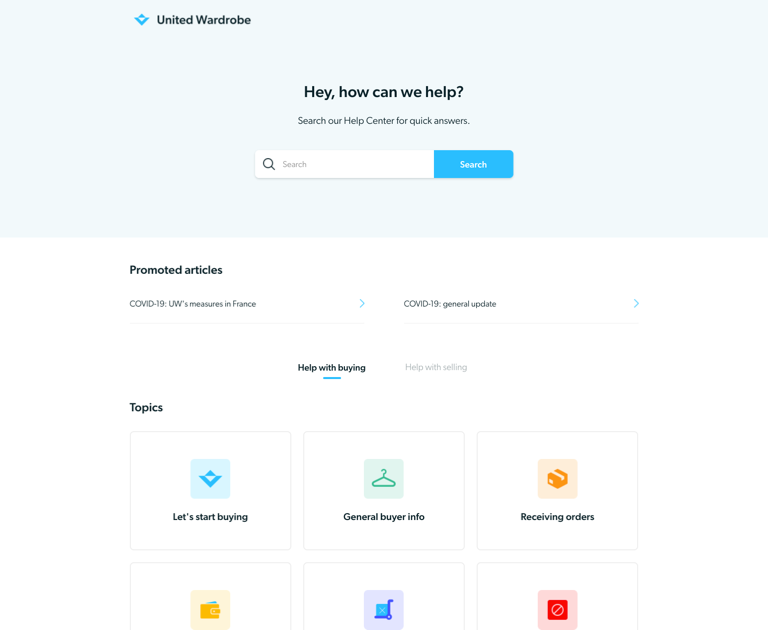 United Wardrobe
Hey, how can we help?
Search our Help Center for quick answers.
Search
Search
Promoted articles
COVID-19: UW's measures in France
COVID-19: general update
Help with buying
Help with selling
Topics
Let's start buying
General buyer info
Receiving orders